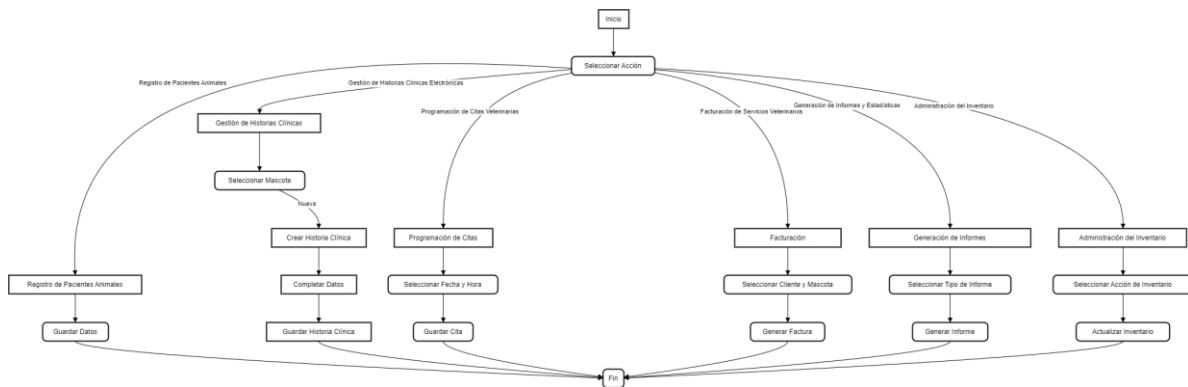 Inicio
Seleccionar Acción
Registro de Pacientes Animales
Gestión de Historias Clínicas Electrónicas
Programación de Citas Veterinarias
Facturación de Servicios Veterinarios
Generación de Informes y Estadísticas
Administración del Inventario
Gestión de Historias Clínicas
Seleccionar Mascota
Nueva
Crear Historia Clínica
Programación de Citas
Facturación
Generación de Informes
Administración del Inventario
Registro de Pacientes Animales
Completar Datos
Seleccionar Fecha y Hora
Seleccionar Cliente y Mascota
Seleccionar Tipo de Informe
Seleccionar Acción de Inventario
Guardar Datos
Guardar Historia Clínica
Guardar Cita
Generar Factura
Generar Informe
Actualizar Inventario
Fin